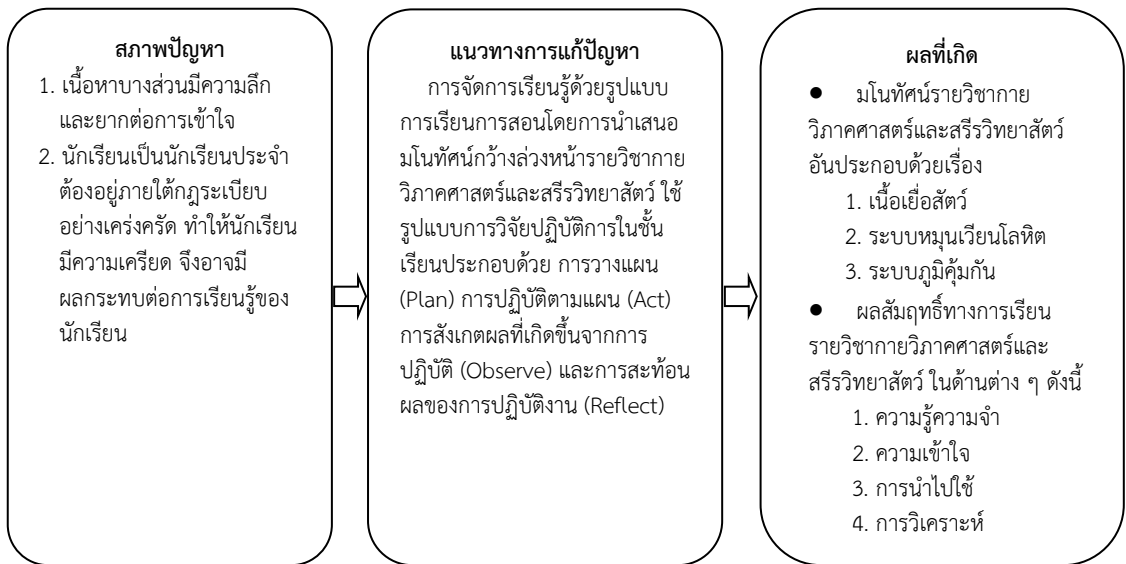 สภาพปัญหา
1. เนื้อหาบางส่วนมีความลึก
และยากต่อการเข้าใจ
2. นักเรียนเป็นนักเรียนประจำ
ต้องอยู่ภายใต้กฎระเบียบ
อย่างเคร่งครัด ทำให้นักเรียน
มีความเครียด จึงอาจมี
ผลกระทบต่อการเรียนรู้ของ
นักเรียน
แนวทางการแก้ปัญหา
การจัดการเรียนรู้ด้วยรูปแบบ
การเรียนการสอนโดยการนำเสนอ
มโนทัศน์กว้างล่วงหน้ารายวิชากาย
วิภาคศาสตร์และสรีรวิทยาสัตว์ ใช้
รูปแบบการวิจัยปฏิบัติการในชั้น
เรียนประกอบด้วย การวางแผน
(Plan) การปฏิบัติตามแผน (Act)
การสังเกตผลที่เกิดขึ้นจากการ
ปฏิบัติ (Observe) และการสะท้อน
ผลของการปฏิบัติงาน (Reflect)
ผลที่เกิด
● มโนทัศน์รายวิชากาย
วิภาคศาสตร์และสรีรวิทยาสัตว์
อันประกอบด้วยเรื่อง
1. เนื้อเยื่อสัตว์
2. ระบบหมุนเวียนโลหิต
3. ระบบภูมิคุ้มกัน
● ผลสัมฤทธิ์ทางการเรียน
รายวิชากายวิภาคศาสตร์และ
สรีรวิทยาสัตว์ ในด้านต่าง ๆ ดังนี้
1. ความรู้ความจำ
2. ความเข้าใจ
3. การนำไปใช้
4. การวิเคราะห์